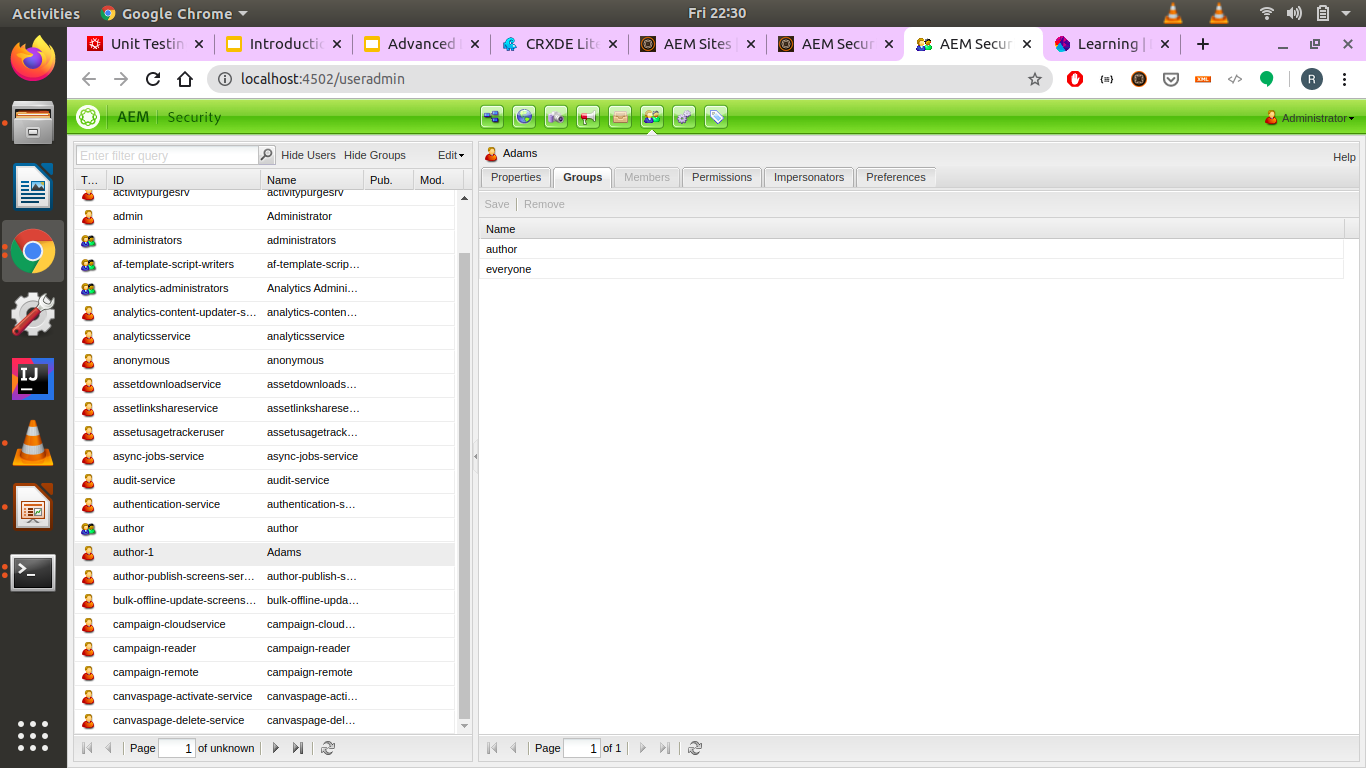 Activities Google Chrome Fri 22:30
Unit Testin Introductio Advanced CRXDE Lite AEM Sites | AEM Secur AEM Secur Learning |
localhost:4502/useradmin R
AEM Security Administrator
Enter filter query Hide Users Hide Groups Edit
T... ID Name Pub. Mod.
activitypurgesrv activitypurgesrv
admin Administrator
administrators administrators
af-template-script-writers af-template-scrip...
analytics-administrators Analytics Admini...
analytics-content-updater-s... analytics-conten...
analyticsservice analyticsservice
anonymous anonymous
assetdownloadservice assetdownloads...
assetlinkshareservice assetlinksharese...
assetusagetrackeruser assetusagetrack...
async-jobs-service async-jobs-service
audit-service audit-service
authentication-service authentication-s...
author author
author-1 Adams
author-publish-screens-ser... author-publish-s...
bulk-offline-update-screens... bulk-offline-upda...
campaign-cloudservice campaign-cloud...
campaign-reader campaign-reader
campaign-remote campaign-remote
canvaspage-activate-service canvaspage-acti...
canvaspage-delete-service canvaspage-del...
Page 1 of unknown
Adams
Help
Properties Groups Members Permissions Impersonators Preferences
Save Remove
Name
author
everyone
Page 1 of 1